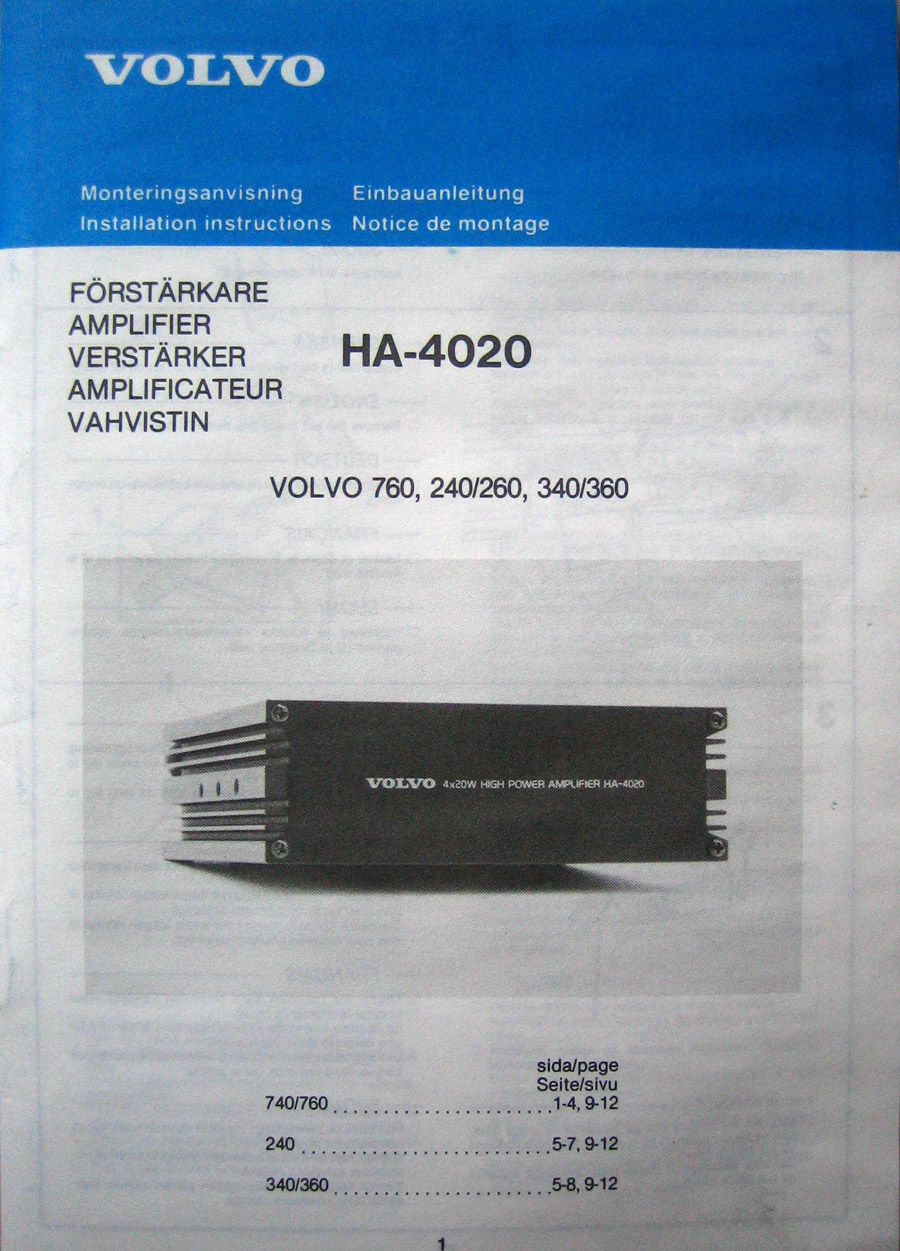 VOLVO
Monteringsanvisning Einbauanleitung
Installation instructions Notice de montage
FÖRSTÄRKARE
AMPLIFIER
VERSTÄRKER
AMPLIFICATEUR
VAHVISTIN
HA-4020
VOLVO 760, 240/260, 340/360
VOLVO 4x20W HIGH POWER AMPLIFIER HA-4020
sida/page
Seite/sivu
740/760 . . . . . . . . . . . . . . . . . . . . . . 1-4, 9-12
240 . . . . . . . . . . . . . . . . . . . . . . . . . 5-7, 9-12
340/360 . . . . . . . . . . . . . . . . . . . . . . 5-8, 9-12
1